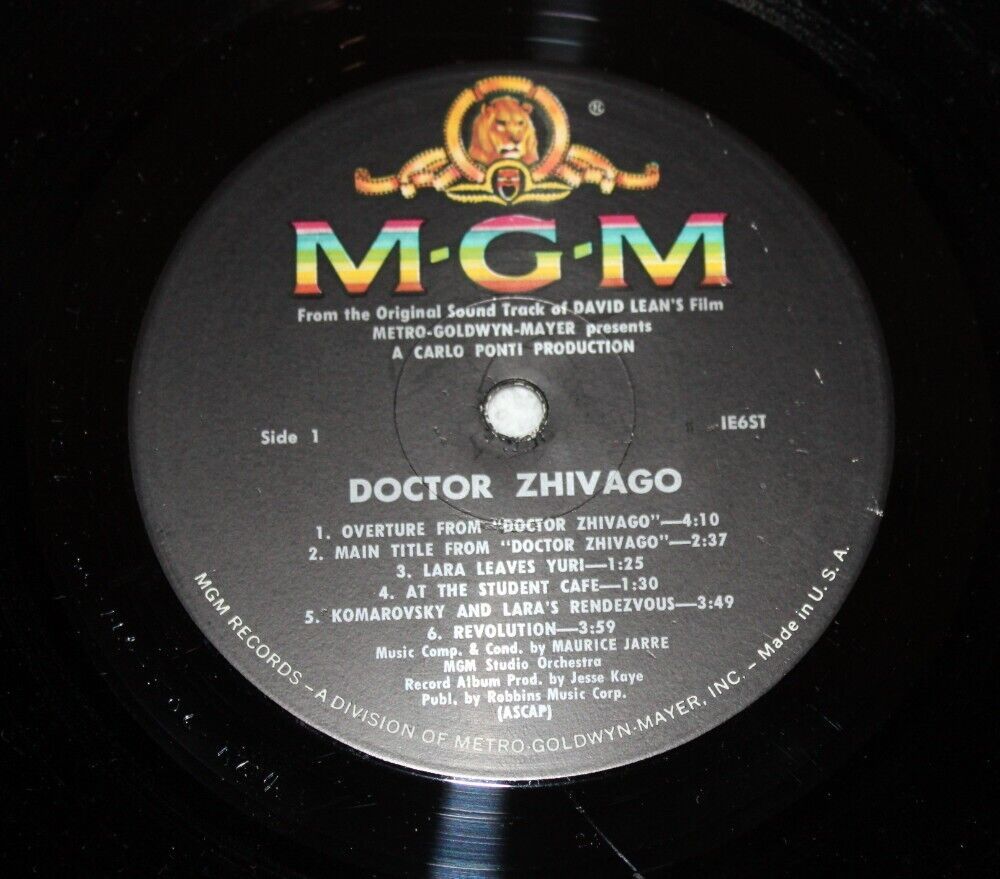 ®
M·G·M
From the Original Sound Track of DAVID LEAN'S Film
METRO-GOLDWYN-MAYER presents
A CARLO PONTI PRODUCTION
Side 1
IE6ST
DOCTOR ZHIVAGO
1. OVERTURE FROM "DOCTOR ZHIVAGO"—4:10
2. MAIN TITLE FROM "DOCTOR ZHIVAGO"—2:37
3. LARA LEAVES YURI—1:25
4. AT THE STUDENT CAFE—1:30
5. KOMAROVSKY AND LARA'S RENDEZVOUS—3:49
6. REVOLUTION—3:59
Music Comp. & Cond. by MAURICE JARRE
MGM Studio Orchestra
Record Album Prod. by Jesse Kaye
Publ. by Robbins Music Corp.
(ASCAP)
MGM RECORDS – A DIVISION OF METRO-GOLDWYN-MAYER, INC. – Made in U. S. A.